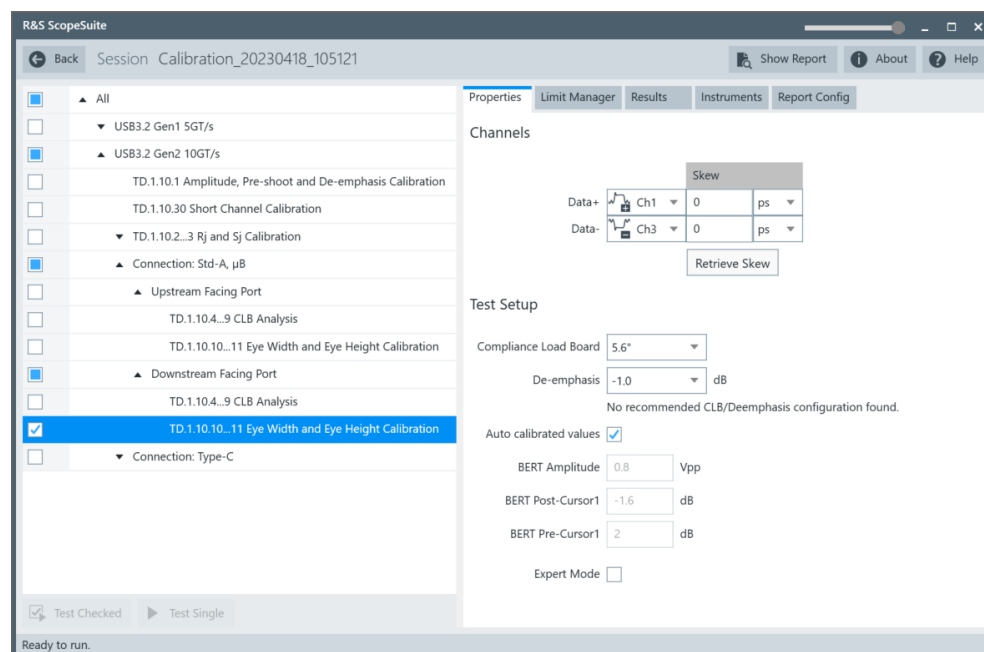 R&S ScopeSuite
Back Session Calibration_20230418_105121 Show Report About Help
All
USB3.2 Gen1 5GT/s
USB3.2 Gen2 10GT/s
TD.1.10.1 Amplitude, Pre-shoot and De-emphasis Calibration
TD.1.10.30 Short Channel Calibration
TD.1.10.2...3 Rj and Sj Calibration
Connection: Std-A, µB
Upstream Facing Port
TD.1.10.4...9 CLB Analysis
TD.1.10.10...11 Eye Width and Eye Height Calibration
Downstream Facing Port
TD.1.10.4...9 CLB Analysis
TD.1.10.10...11 Eye Width and Eye Height Calibration
Connection: Type-C
Test Checked Test Single
Properties Limit Manager Results Instruments Report Config
Channels
Skew
Data+ Ch1 0 ps
Data- Ch3 0 ps
Retrieve Skew
Test Setup
Compliance Load Board 5.6"
De-emphasis -1.0 dB
No recommended CLB/Deemphasis configuration found.
Auto calibrated values
BERT Amplitude 0.8 Vpp
BERT Post-Cursor1 -1.6 dB
BERT Pre-Cursor1 2 dB
Expert Mode
Ready to run.